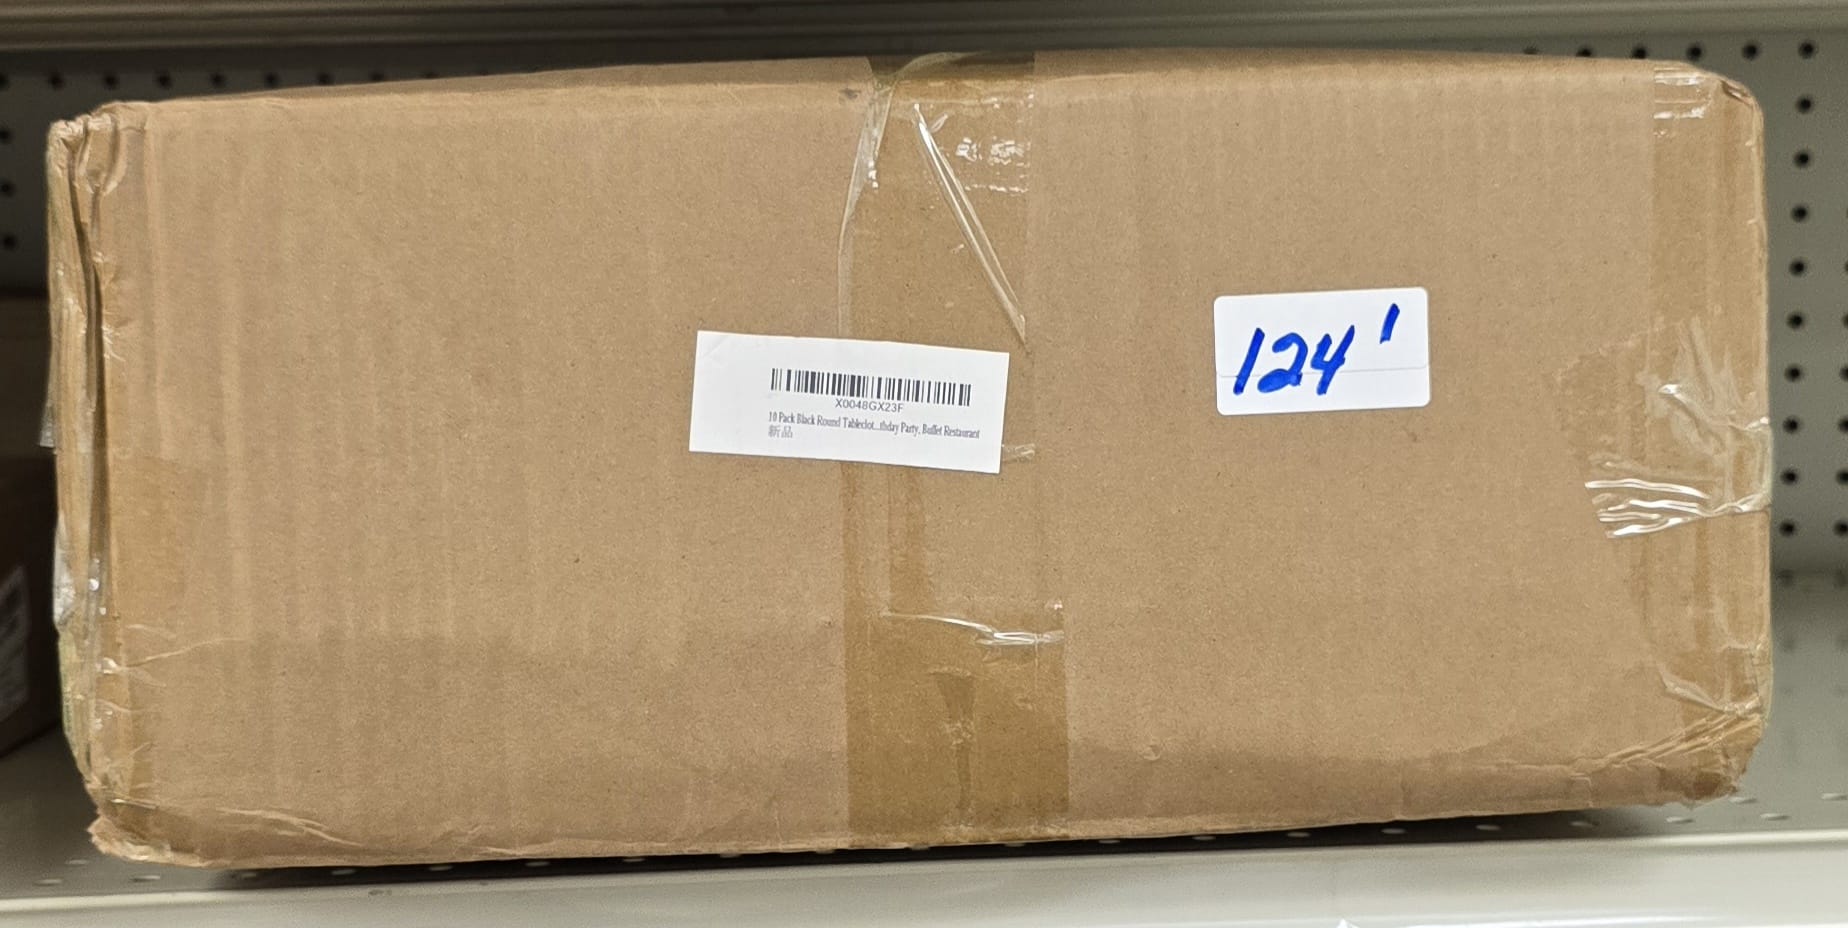 X0048GX23F
10 Pack Black Round Tableclot...thday Party, Buffet Restaurant
新品
124'